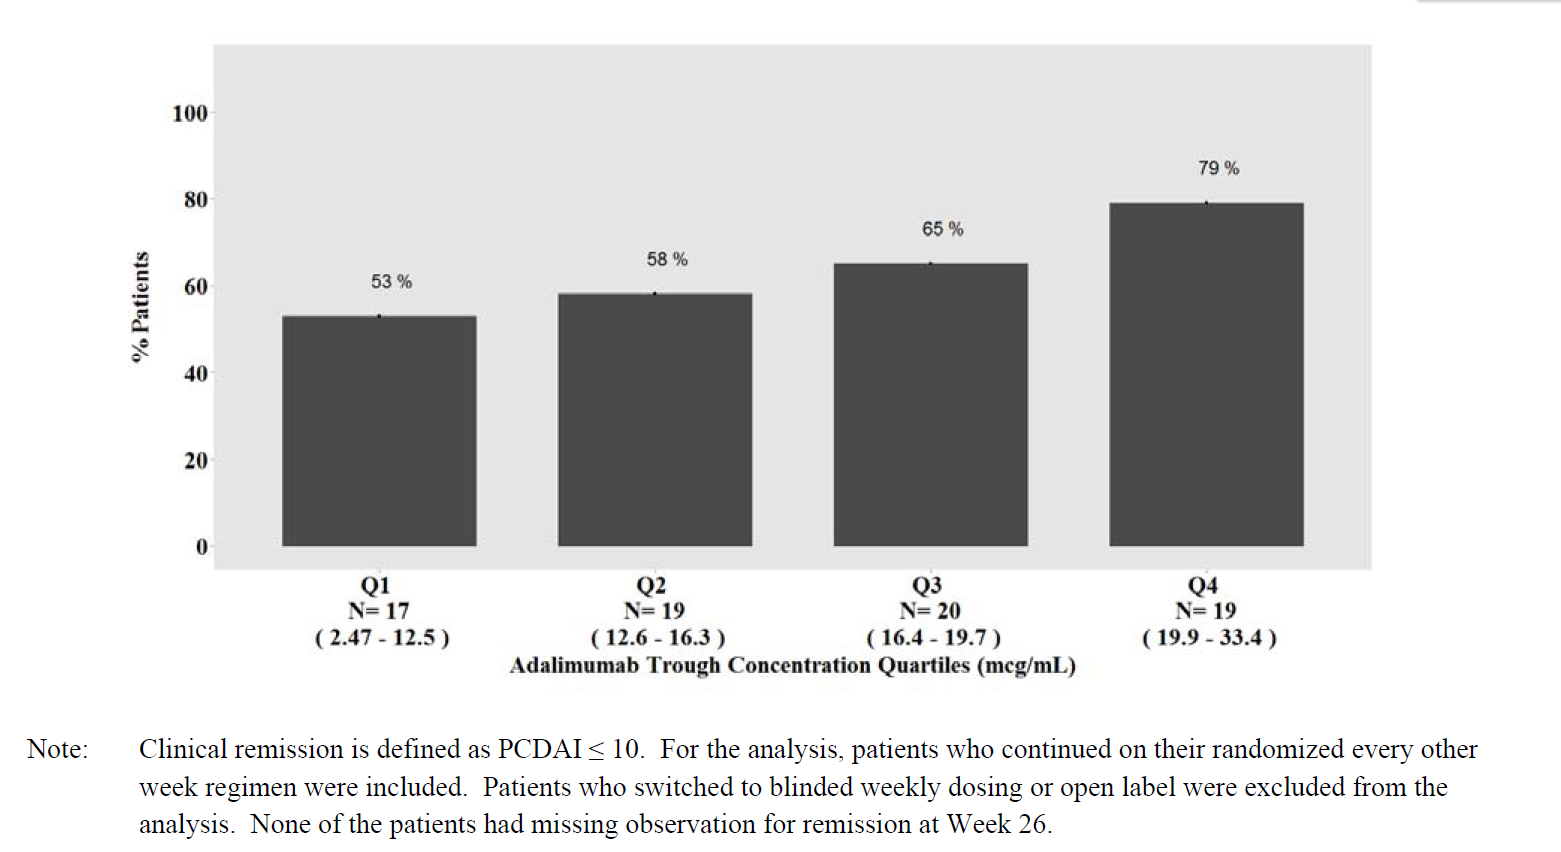 100
80
60
40
20
0
% Patients
53 %
58 %
65 %
79 %
Q1
N= 17
( 2.47 - 12.5 )
Q2
N= 19
( 12.6 - 16.3 )
Q3
N= 20
( 16.4 - 19.7 )
Q4
N= 19
( 19.9 - 33.4 )
Adalimumab Trough Concentration Quartiles (mcg/mL)
Note: Clinical remission is defined as PCDAI ≤ 10. For the analysis, patients who continued on their randomized every other
week regimen were included. Patients who switched to blinded weekly dosing or open label were excluded from the
analysis. None of the patients had missing observation for remission at Week 26.